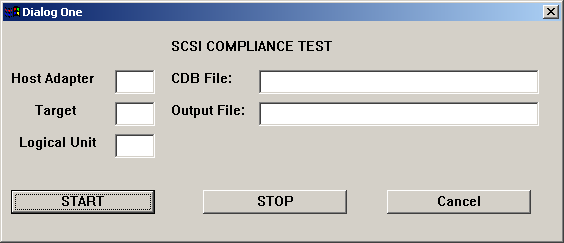 Dialog One
SCSI COMPLIANCE TEST
Host Adapter
CDB File:
Target
Output File:
Logical Unit
START
STOP
Cancel